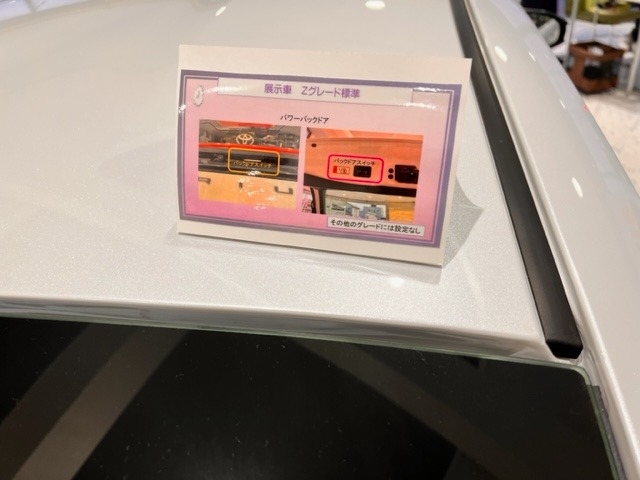 展示車 Zグレード標準
パワーバックドア
バックドアスイッチ
バックドアスイッチ
その他のグレードには設定なし